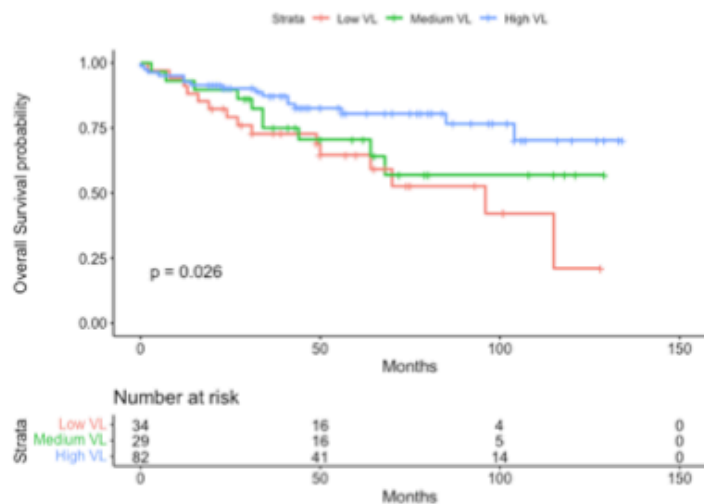 Strata Low VL Medium VL High VL
1.00
0.75
0.50
0.25
0.00
Overall Survival probability
p = 0.026
0 50 100 150
Months
Number at risk
Strata
Low VL 34 16 4 0
Medium VL 29 16 5 0
High VL 82 41 14 0
0 50 100 150
Months